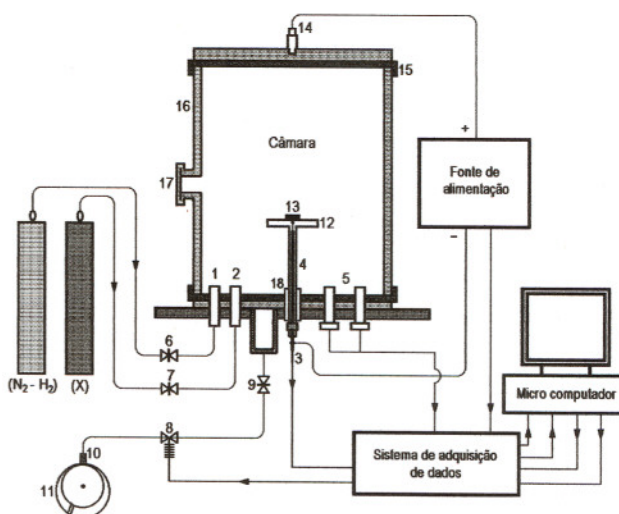 14
15
16
Câmara
+
Fonte de
alimentação
17
-
13
12
4
1
2
18
5
6
3
(N₂ - H₂)
(X)
7
9
Micro computador
8
10
11
Sistema de adquisição
de dados